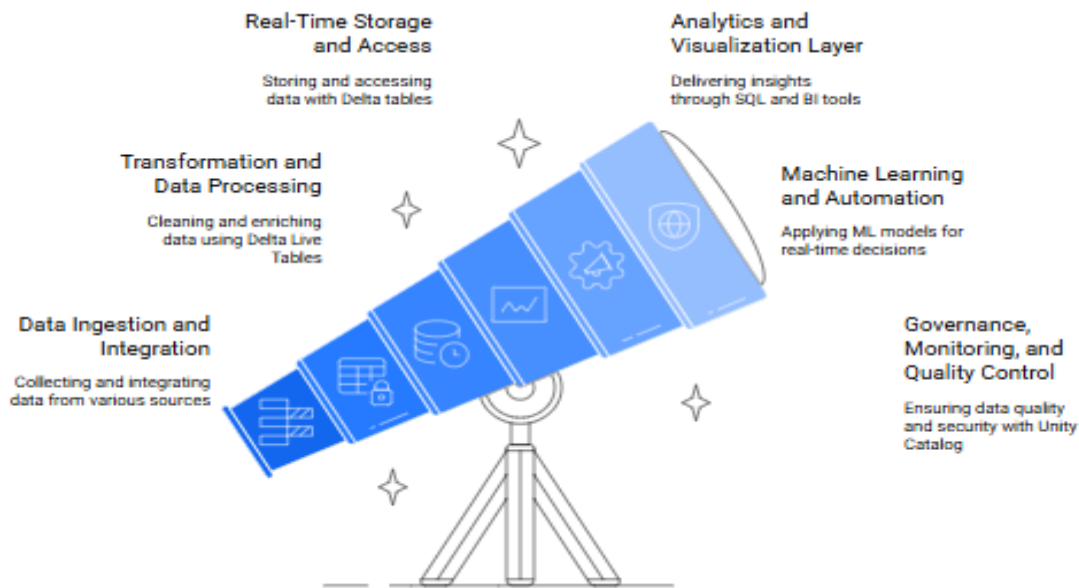 Real-Time Storage
and Access
Storing and accessing
data with Delta tables
Analytics and
Visualization Layer
Delivering insights
through SQL and BI tools
Transformation and
Data Processing
Cleaning and enriching
data using Delta Live
Tables
Machine Learning
and Automation
Applying ML models for
real-time decisions
Data Ingestion and
Integration
Collecting and integrating
data from various sources
Governance,
Monitoring, and
Quality Control
Ensuring data quality
and security with Unity
Catalog